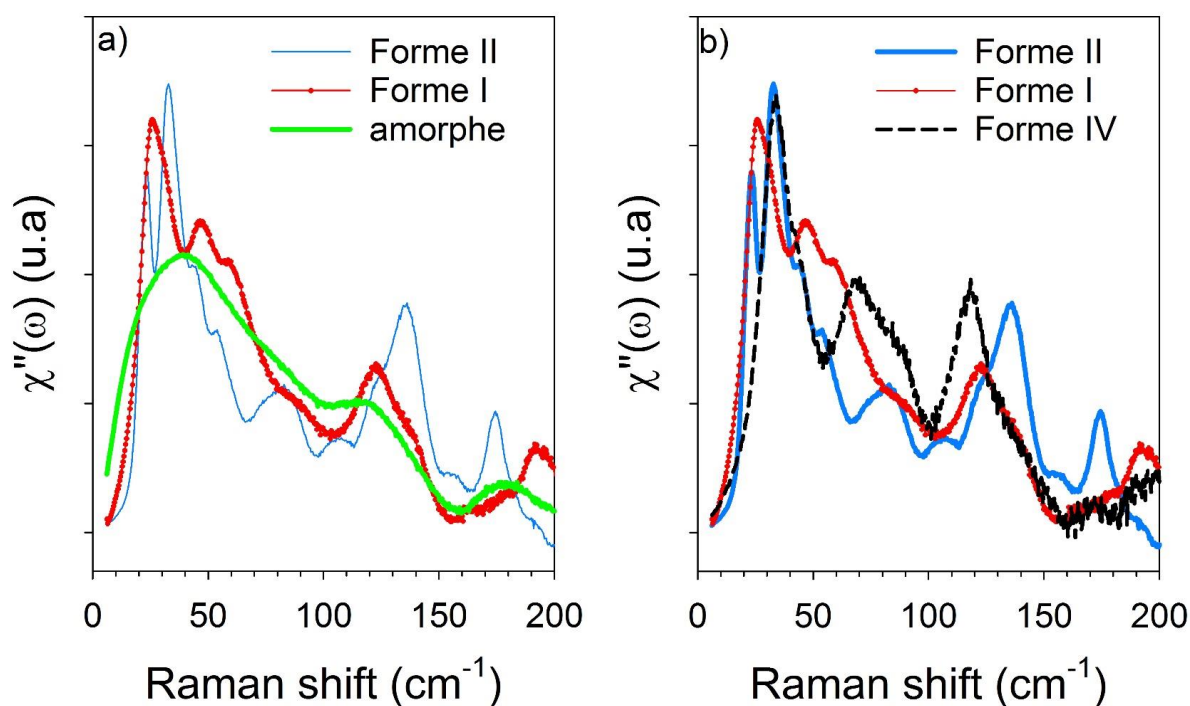 a)
Forme II
Forme I
amorphe
χ"(ω) (u.a)
0 50 100 150 200
Raman shift (cm⁻¹)
b)
Forme II
Forme I
Forme IV
χ"(ω) (u.a)
0 50 100 150 200
Raman shift (cm⁻¹)